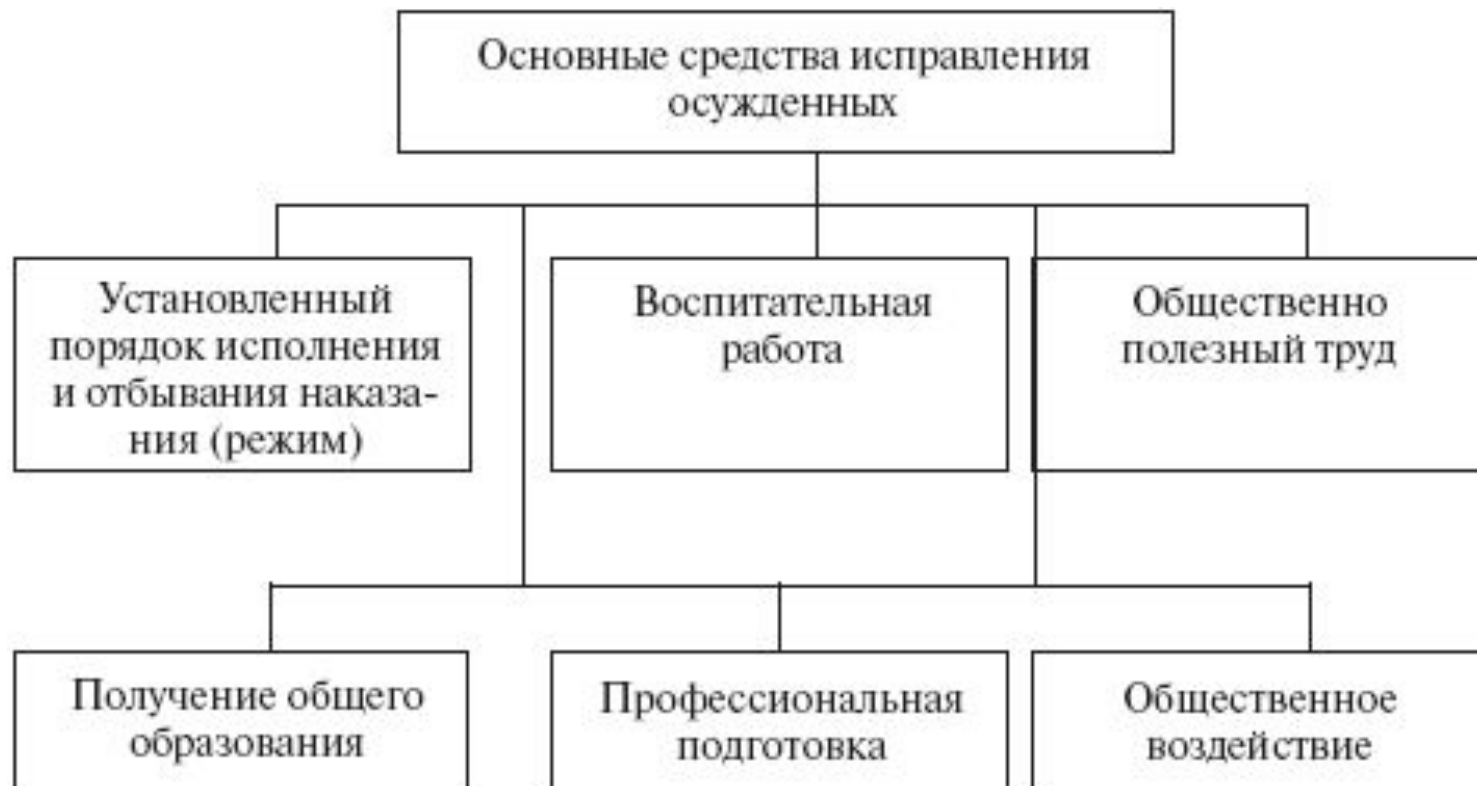 Основные средства исправления
осужденных
Установленный
порядок исполнения
и отбывания наказа-
ния (режим)
Воспитательная
работа
Общественно
полезный труд
Получение общего
образования
Профессиональная
подготовка
Общественное
воздействие